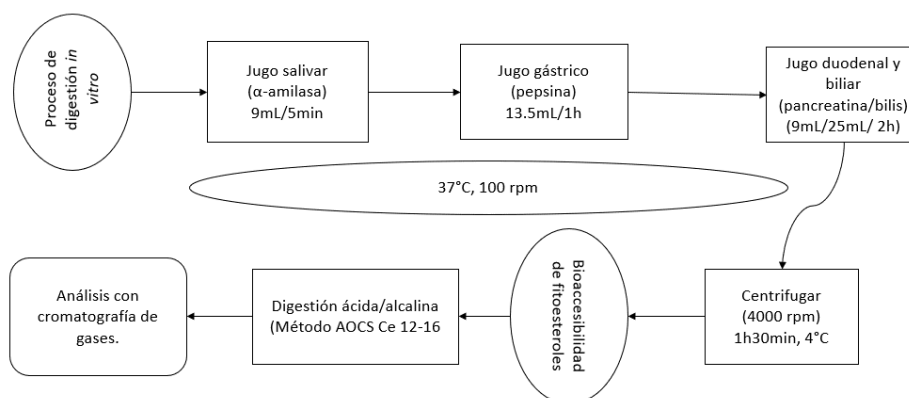 Proceso de
digestión in
vitro
Jugo salivar
(α-amilasa)
9mL/5min
Jugo gástrico
(pepsina)
13.5mL/1h
Jugo duodenal y
biliar
(pancreatina/bilis)
(9mL/25mL/ 2h)
37°C, 100 rpm
Centrifugar
(4000 rpm)
1h30min, 4°C
Bioaccesibilidad
de fitoesteroles
Digestión ácida/alcalina
(Método AOCS Ce 12-16
Análisis con
cromatografía de
gases.